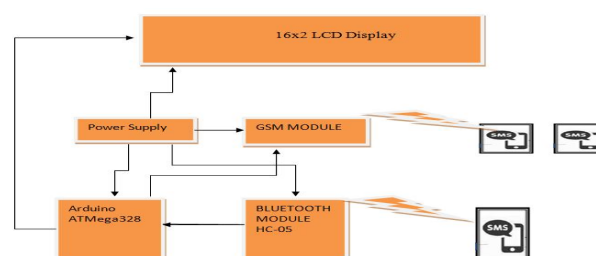 16x2 LCD Display
Power Supply
GSM MODULE
SMS
SMS
Arduino
ATMega328
BLUETOOTH
MODULE
HC-05
SMS